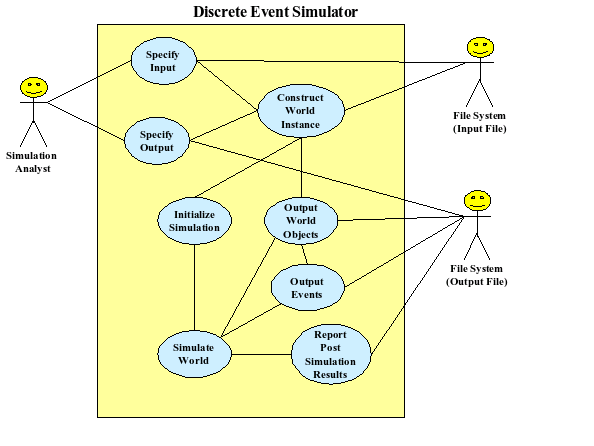 Discrete Event Simulator
Specify
Input
Construct
World
Instance
File System
(Input File)
Specify
Output
Simulation
Analyst
Initialize
Simulation
Output
World
Objects
File System
(Output File)
Output
Events
Simulate
World
Report
Post
Simulation
Results